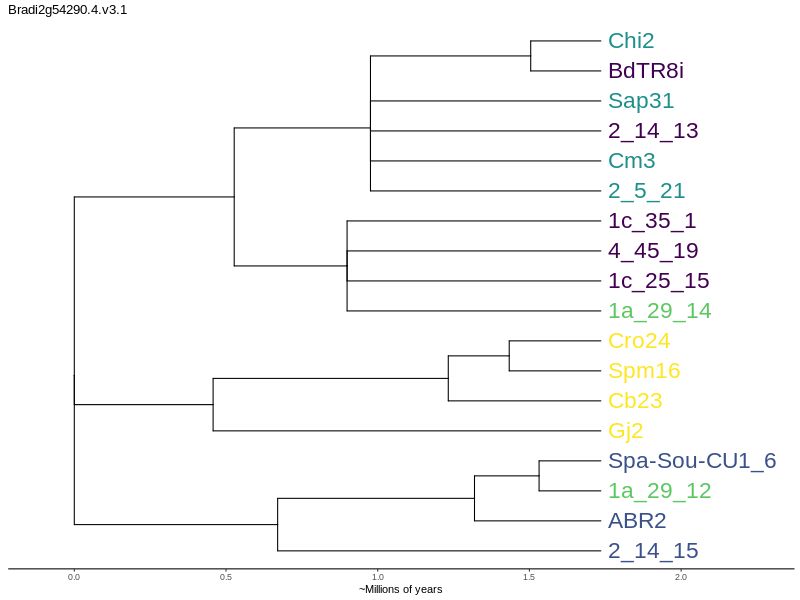 Bradi2g54290.4.v3.1
Chi2
BdTR8i
Sap31
2_14_13
Cm3
2_5_21
1c_35_1
4_45_19
1c_25_15
1a_29_14
Cro24
Spm16
Cb23
Gj2
Spa-Sou-CU1_6
1a_29_12
ABR2
2_14_15
0.0 0.5 1.0 1.5 2.0
~Millions of years